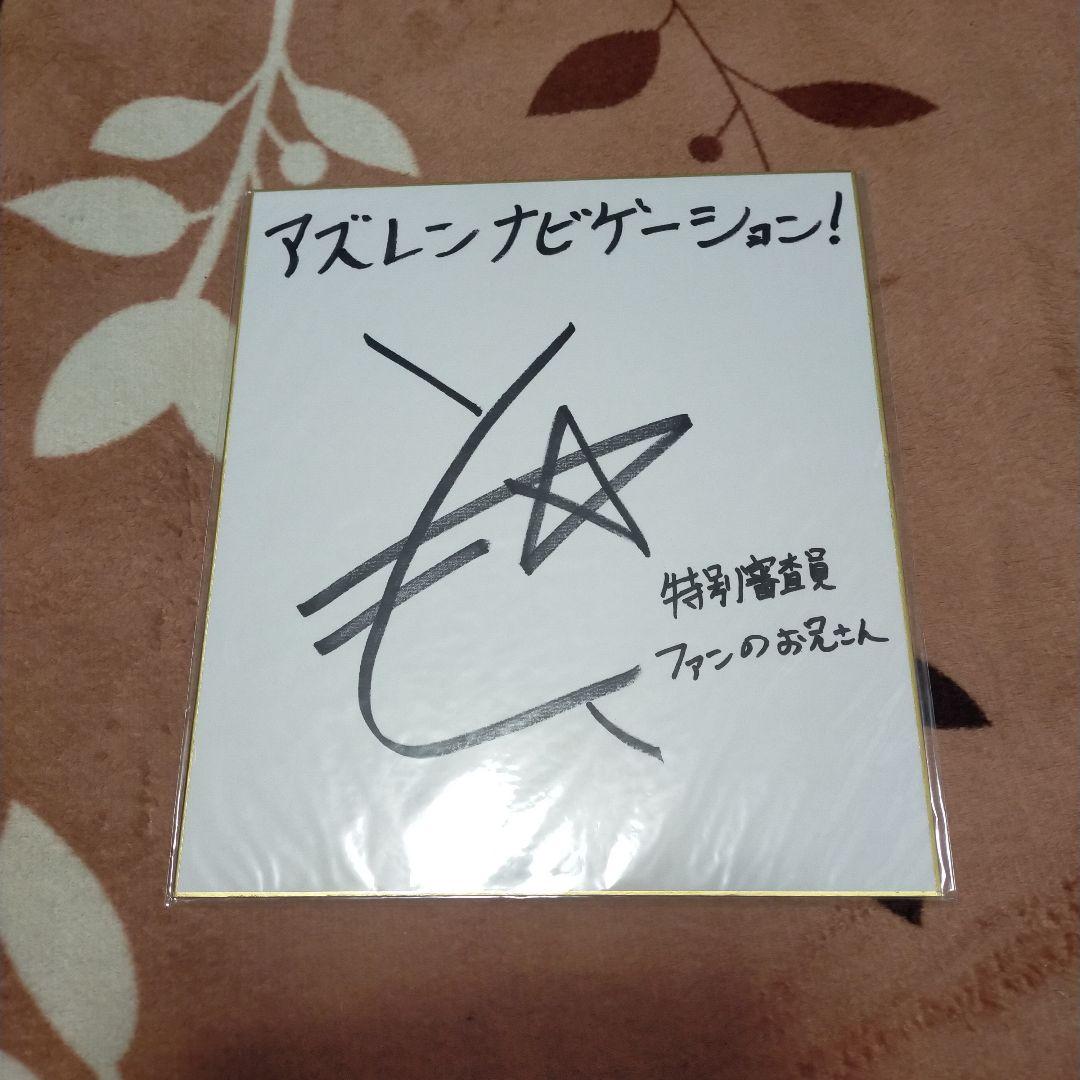 アズレンナビゲーション!
特別審査員
ファンのお兄さん